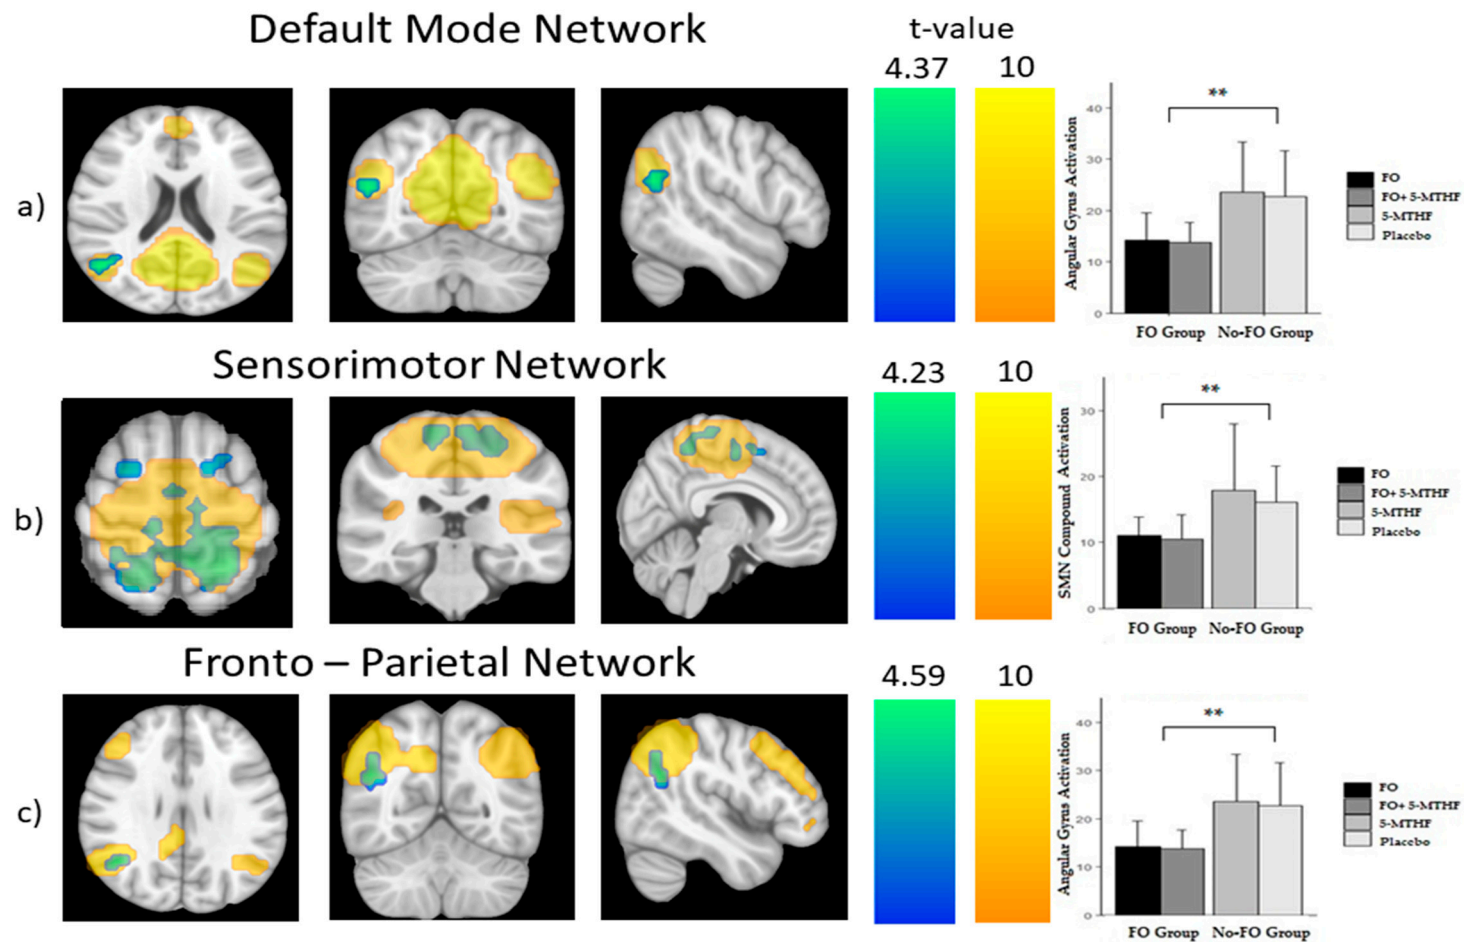 Default Mode Network
t-value
4.37 10
a)
Angular Gyrus Activation
40
30
20
10
0
**
FO Group No-FO Group
FO
FO+ 5-MTHF
5-MTHF
Placebo
Sensorimotor Network
4.23 10
b)
SMN Compound Activation
30
20
10
0
**
FO Group No-FO Group
FO
FO+ 5-MTHF
5-MTHF
Placebo
Fronto – Parietal Network
4.59 10
c)
Angular Gyrus Activation
40
30
20
10
0
**
FO Group No-FO Group
FO
FO+ 5-MTHF
5-MTHF
Placebo